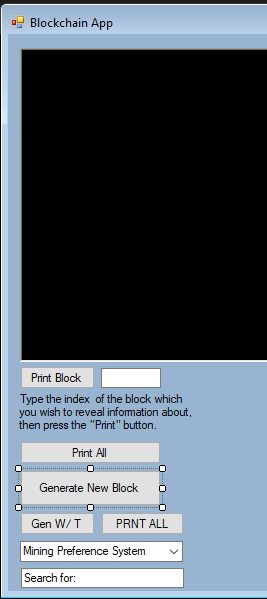 Blockchain App
Print Block
Type the index of the block which
you wish to reveal information about,
then press the "Print" button.
Print All
Generate New Block
Gen W/ T
PRNT ALL
Mining Preference System
Search for: